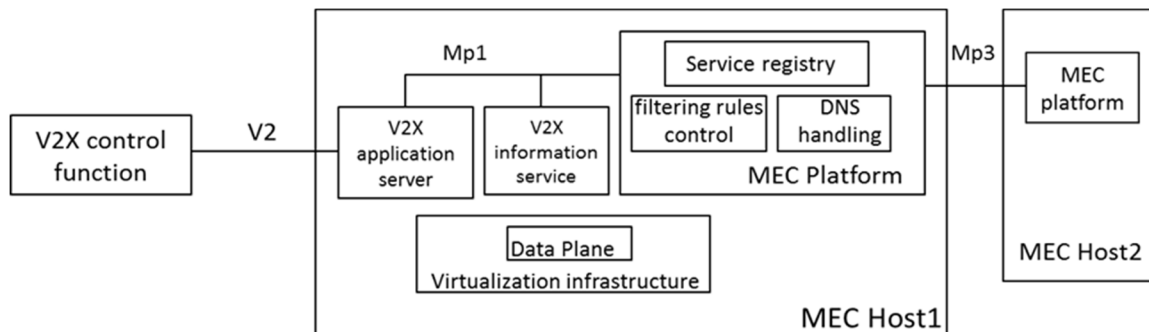 V2X control
function
V2
Mp1
V2X
application
server
V2X
information
service
Service registry
filtering rules
control
DNS
handling
MEC Platform
Data Plane
Virtualization infrastructure
MEC Host1
Mp3
MEC
platform
MEC Host2